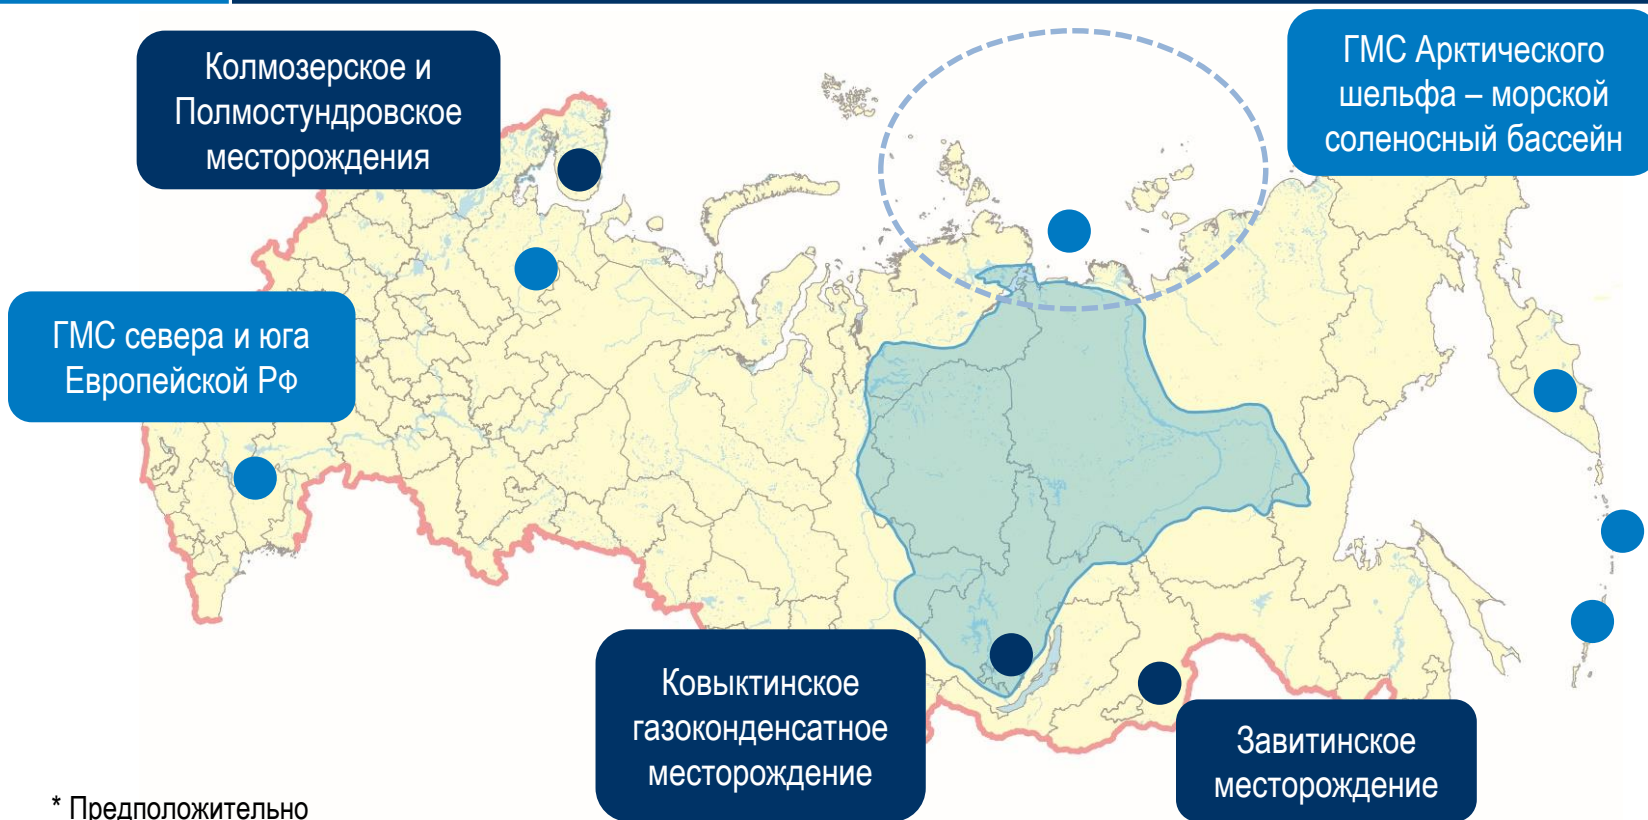 Колмозерское и
Полмостундровское
месторождения
ГМС Арктического
шельфа – морской
соленосный бассейн
ГМС севера и юга
Европейской РФ
Ковыктинское
газоконденсатное
месторождение
Завитинское
месторождение
* Предположительно